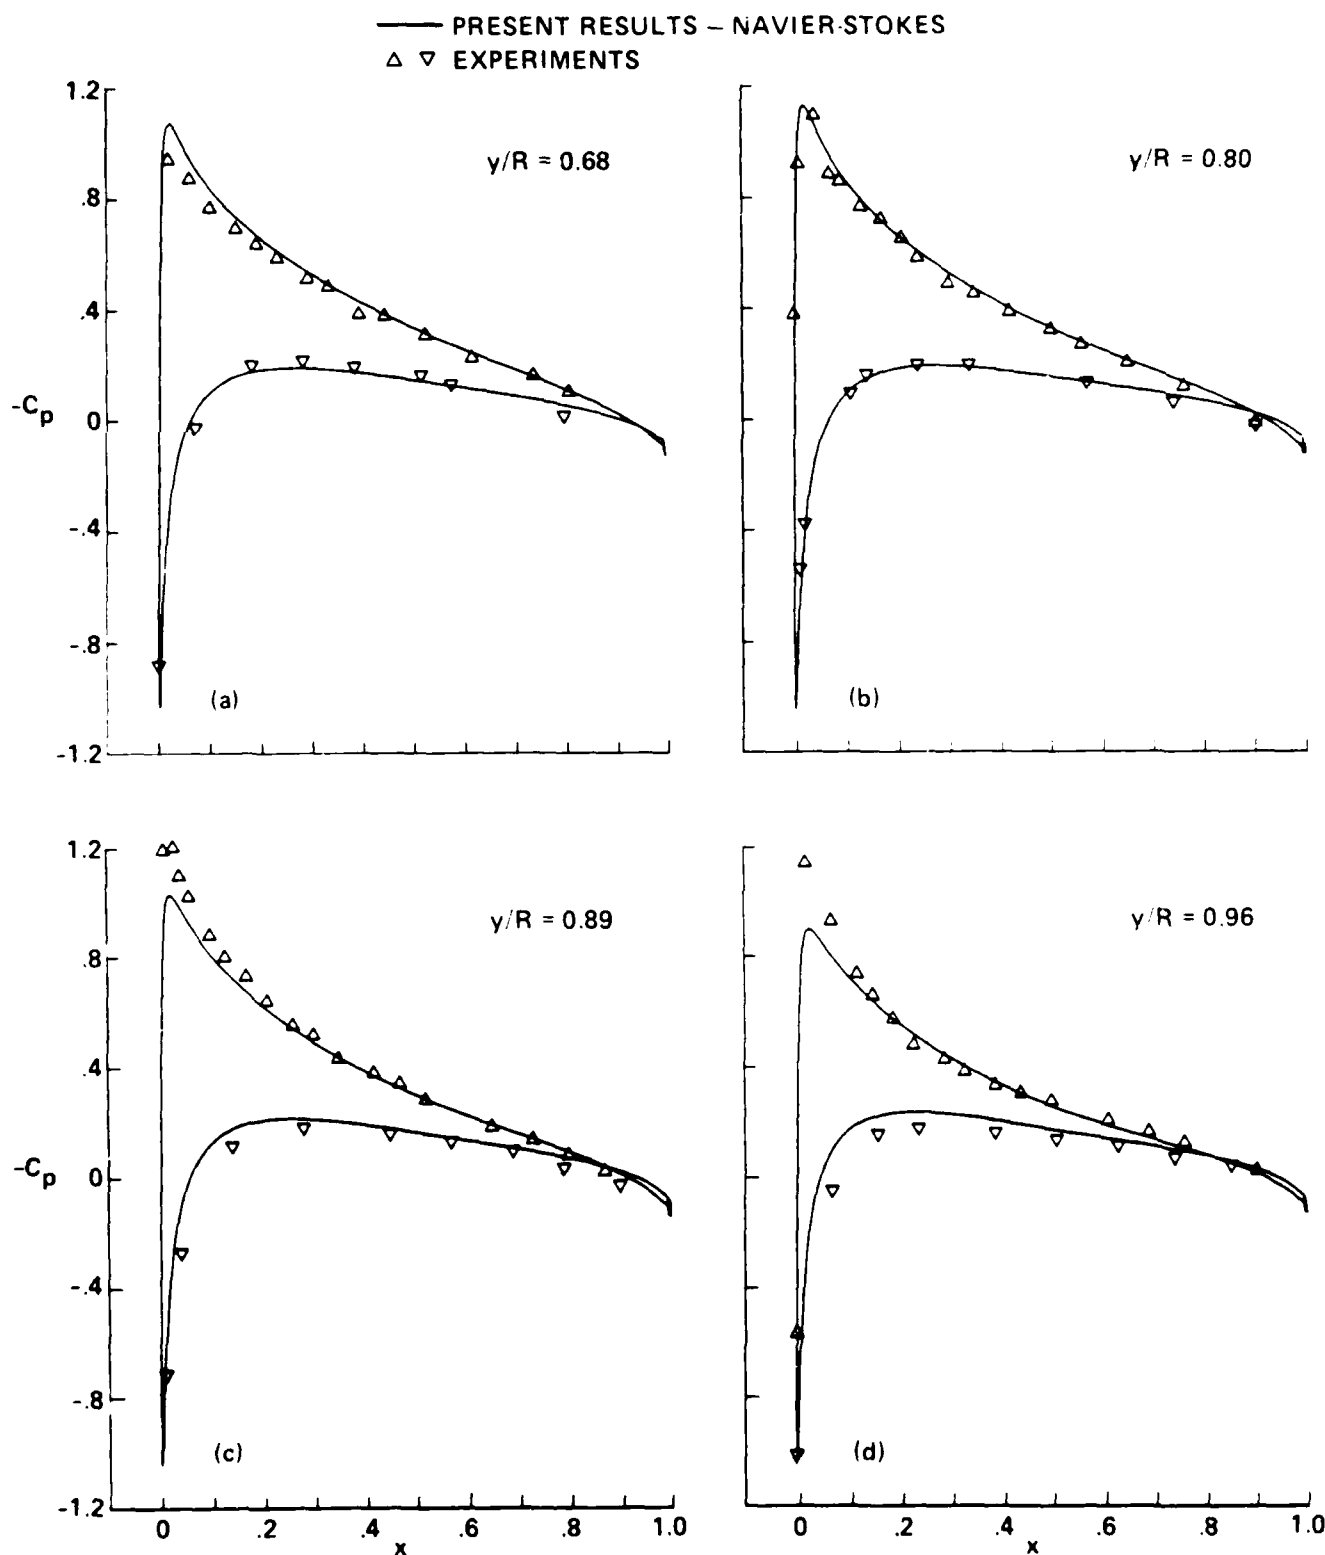 PRESENT RESULTS – NAVIER-STOKES
△ ▽ EXPERIMENTS
1.2
.8
.4
0
-.4
-.8
-1.2
-Cp
y/R = 0.68
(a)
y/R = 0.80
(b)
1.2
.8
.4
0
-.4
-.8
-1.2
-Cp
y/R = 0.89
(c)
0 .2 .4 .6 .8 1.0
x
y/R = 0.96
(d)
0 .2 .4 .6 .8 1.0
x